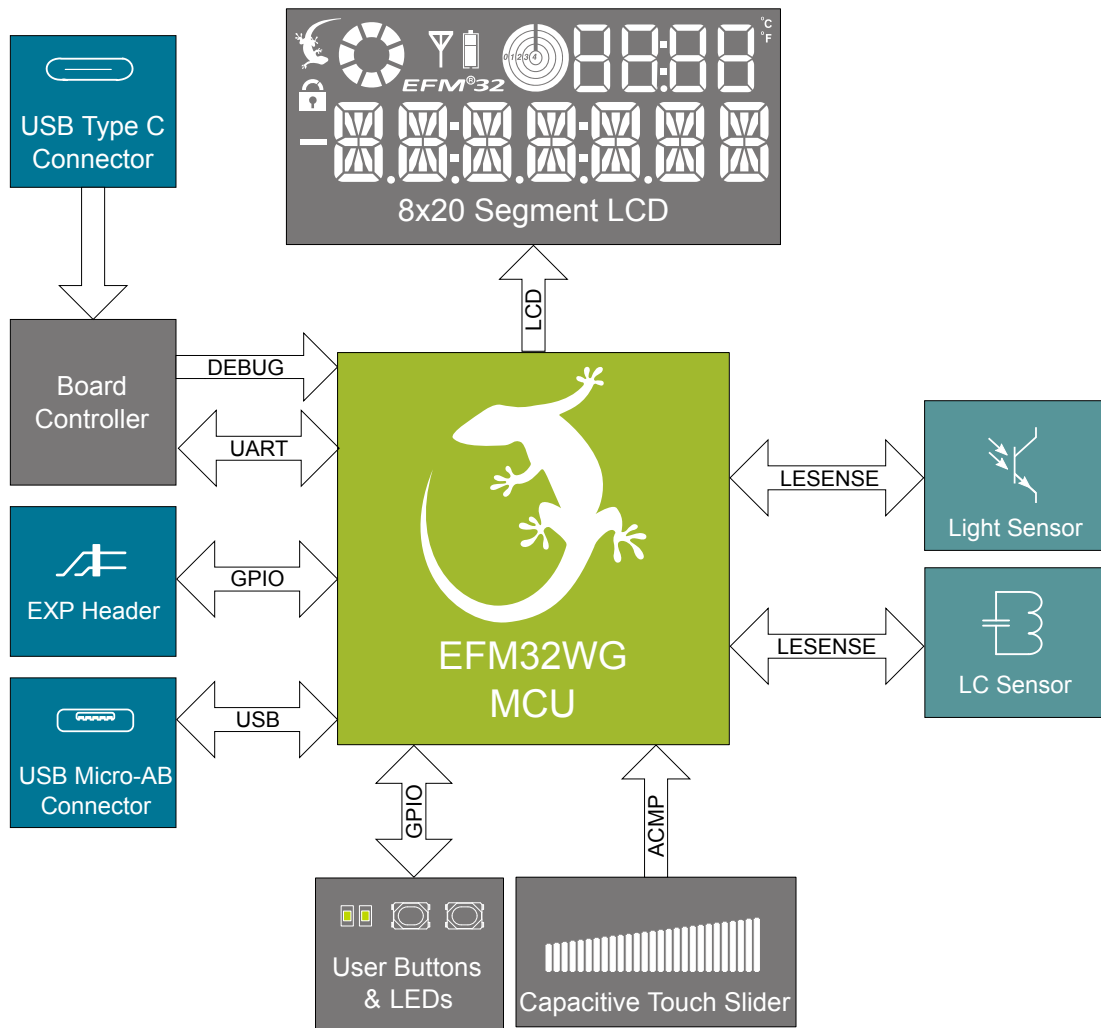 °C
°F
0 1 2 3 4
EFM®32
8x20 Segment LCD
USB Type C
Connector
LCD
Board
Controller
DEBUG
UART
EXP Header
GPIO
USB Micro-AB
Connector
USB
EFM32WG
MCU
LESENSE
Light Sensor
LESENSE
LC Sensor
GPIO
ACMP
User Buttons
& LEDs
Capacitive Touch Slider